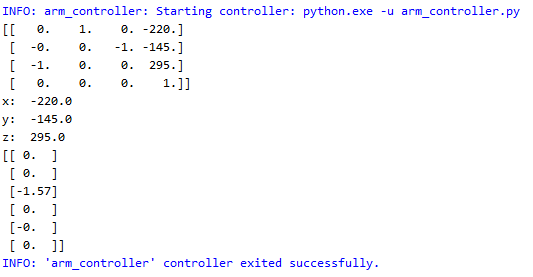 INFO: arm_controller: Starting controller: python.exe -u arm_controller.py
[[   0.    1.    0. -220.]
 [  -0.    0.   -1. -145.]
 [  -1.    0.    0.  295.]
 [   0.    0.    0.    1.]]
x:  -220.0
y:  -145.0
z:  295.0
[[ 0.  ]
 [ 0.  ]
 [-1.57]
 [ 0.  ]
 [-0.  ]
 [ 0.  ]]
INFO: 'arm_controller' controller exited successfully.